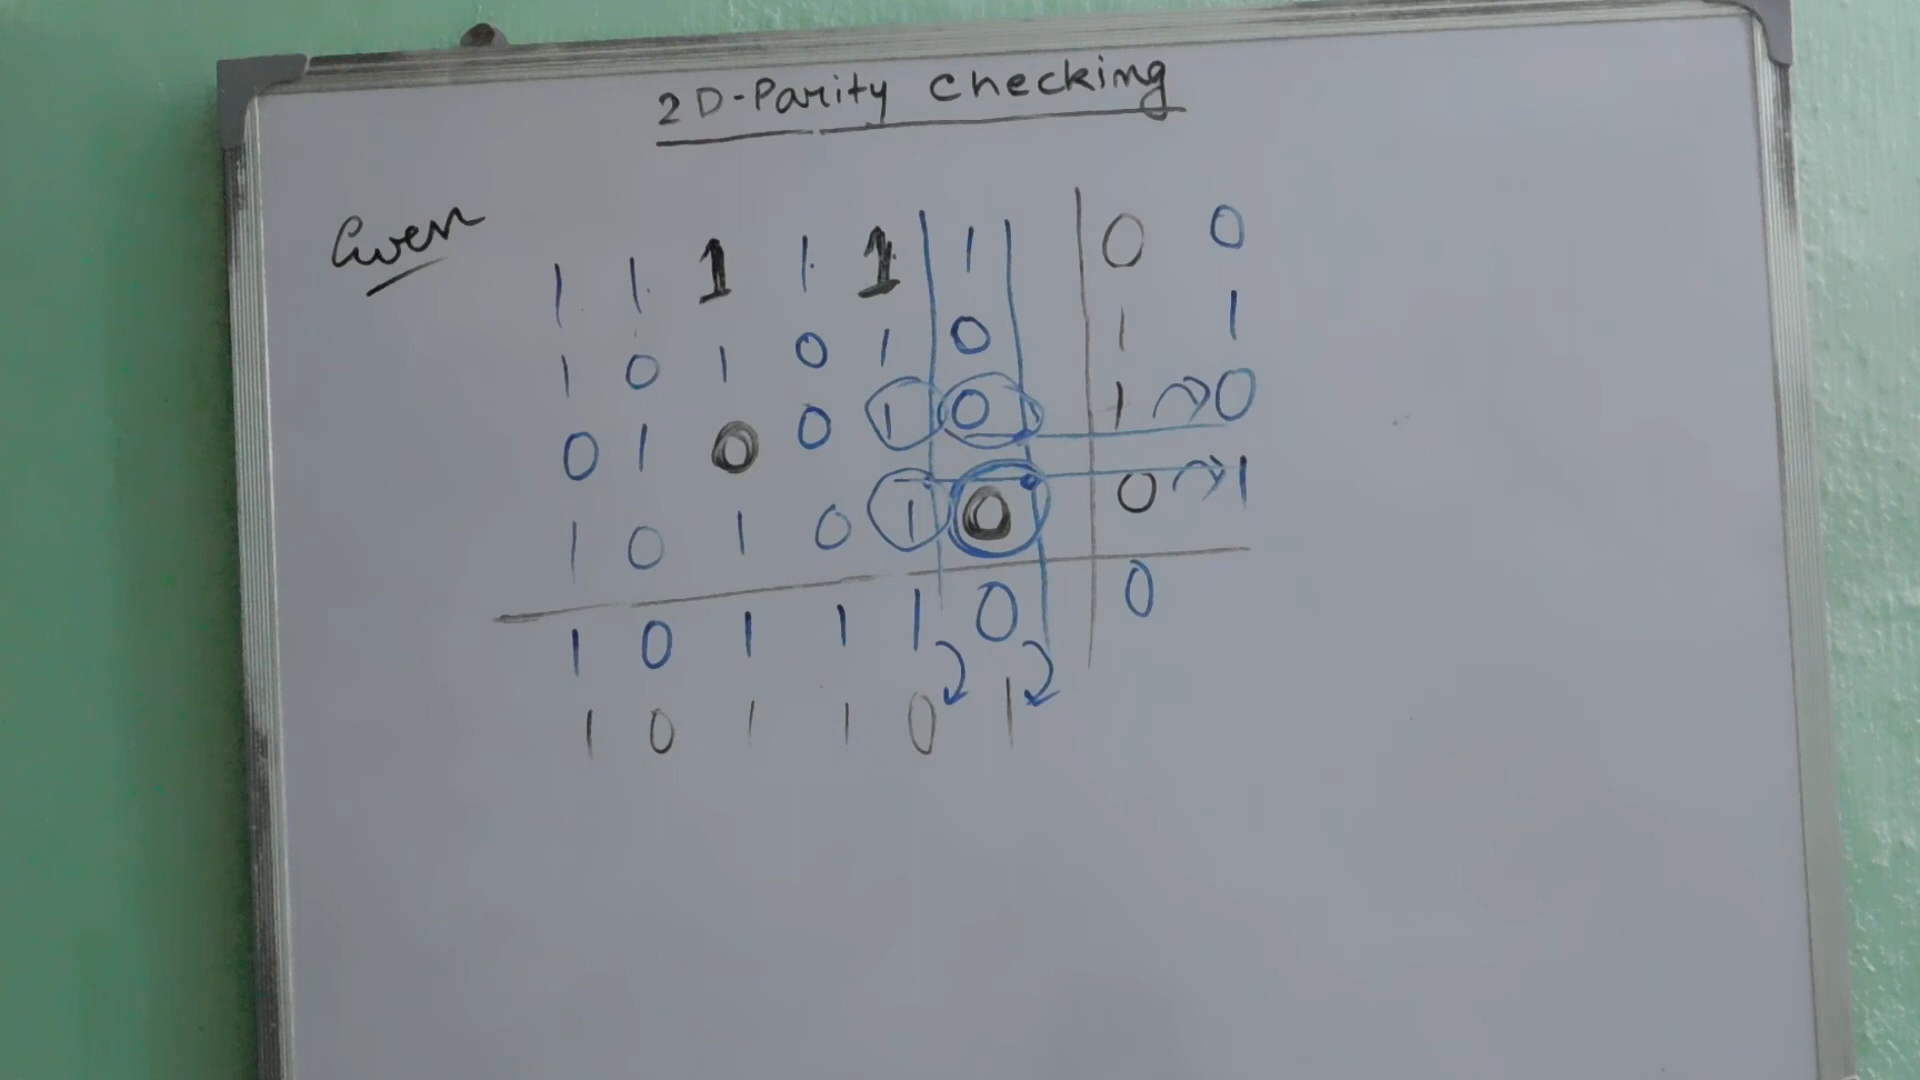 2D-Parity Checking
Even
1 1 1 1 1 1 0 0
1 0 1 0 1 0 1 1
0 1 0 0 1 0 1 0
1 0 1 0 1 0 0 1
1 0 1 1 1 0 0
1 0 1 1 0 1